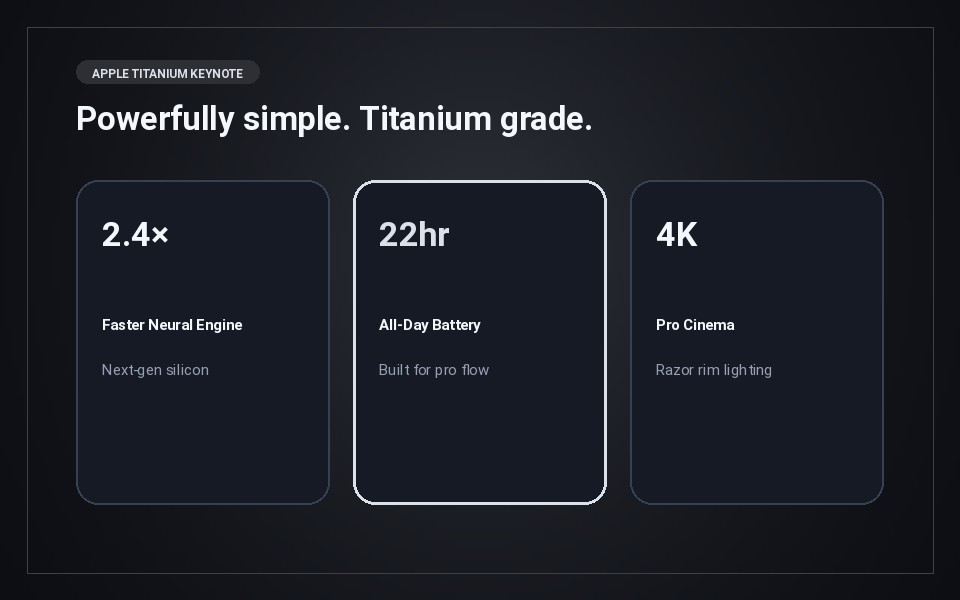 APPLE TITANIUM KEYNOTE
Powerfully simple. Titanium grade.
2.4×
Faster Neural Engine
Next-gen silicon
22hr
All-Day Battery
Built for pro flow
4K
Pro Cinema
Razor rim lighting